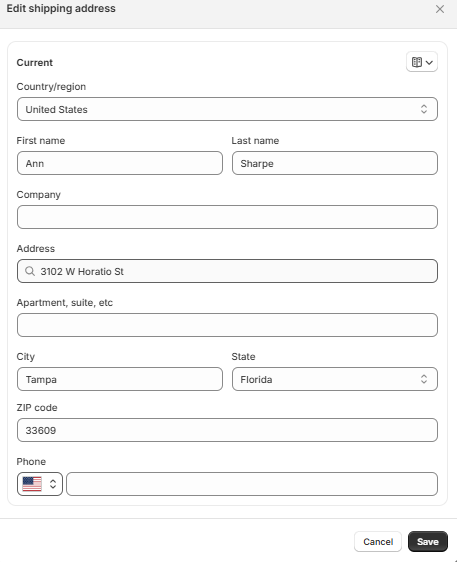 Edit shipping address
Current
Country/region
United States
First name Last name
Ann Sharpe
Company
Address
3102 W Horatio St
Apartment, suite, etc
City State
Tampa Florida
ZIP code
33609
Phone
Cancel Save